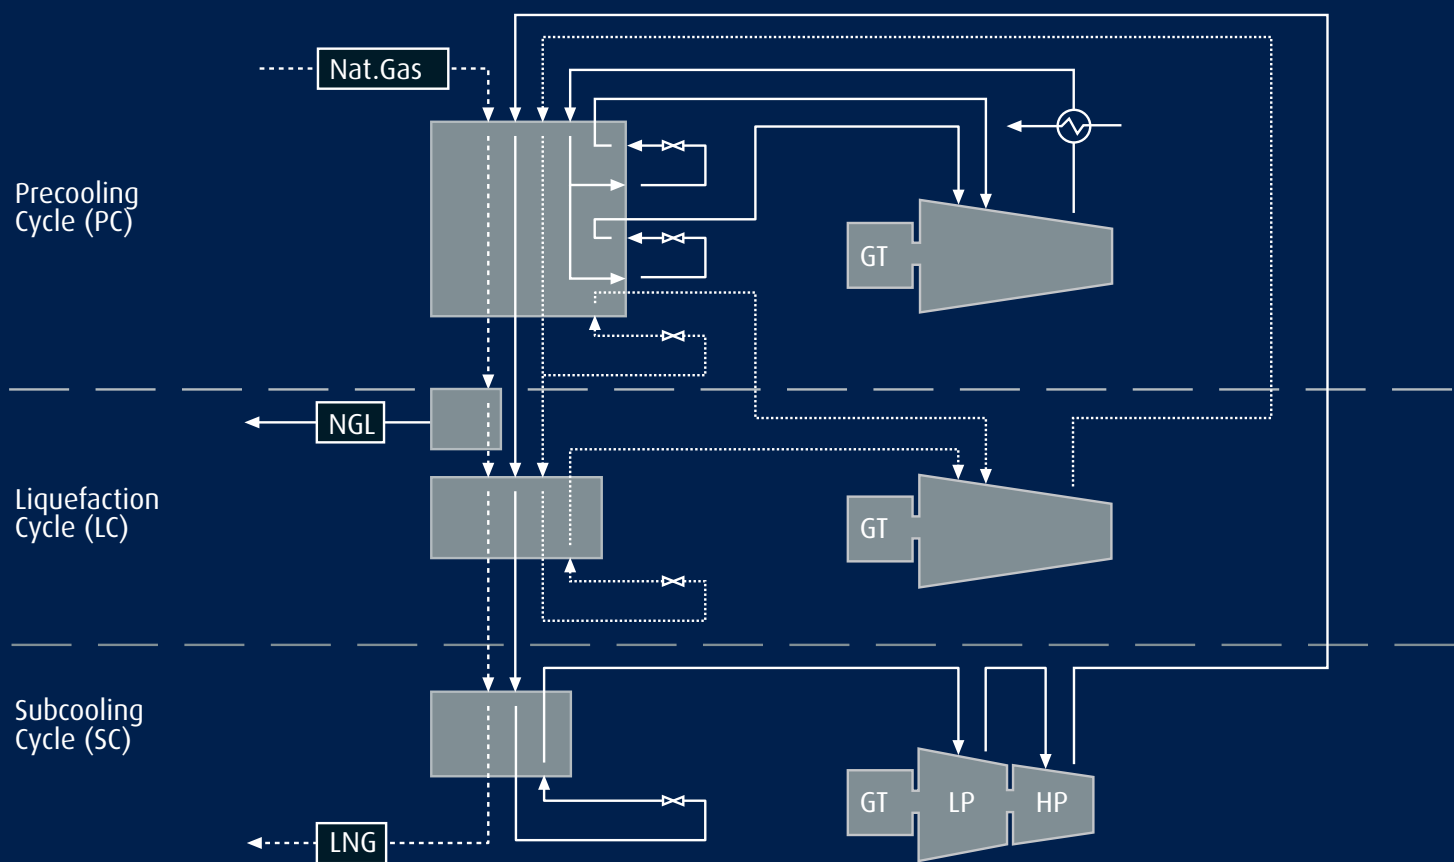 Nat.Gas
Precooling
Cycle (PC)
GT
NGL
Liquefaction
Cycle (LC)
GT
Subcooling
Cycle (SC)
GT
LP
HP
LNG